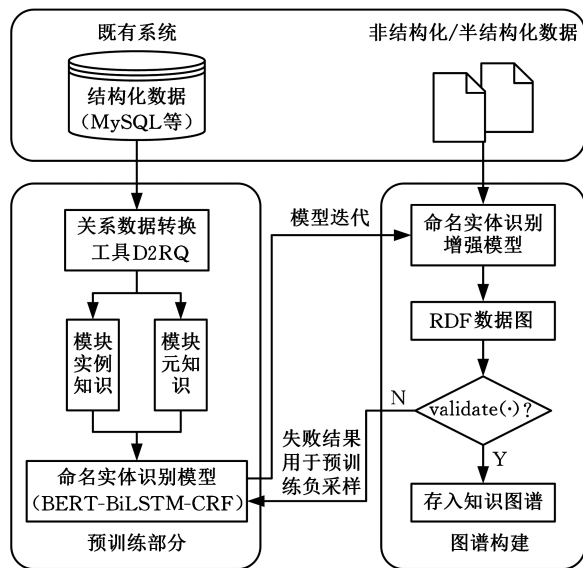 既有系统
非结构化/半结构化数据
结构化数据
（MySQL等）
关系数据转换
工具D2RQ
模型迭代
命名实体识别
增强模型
模块
实例
知识
模块
元知
识
RDF数据图
N
validate(·)?
失败结果
用于预训
练负采样
Y
命名实体识别模型
（BERT-BiLSTM-CRF）
存入知识图谱
预训练部分
图谱构建